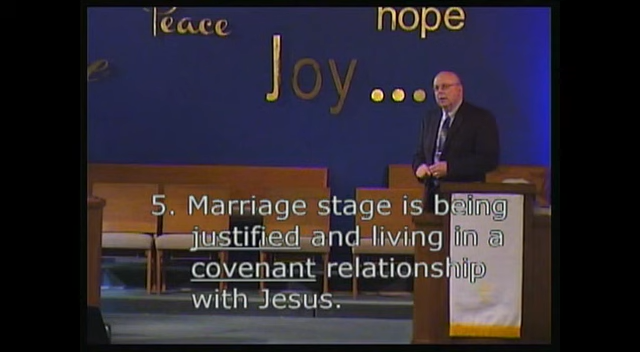 Peace
hope
Joy...
5. Marriage stage is being
justified and living in a
covenant relationship
with Jesus.